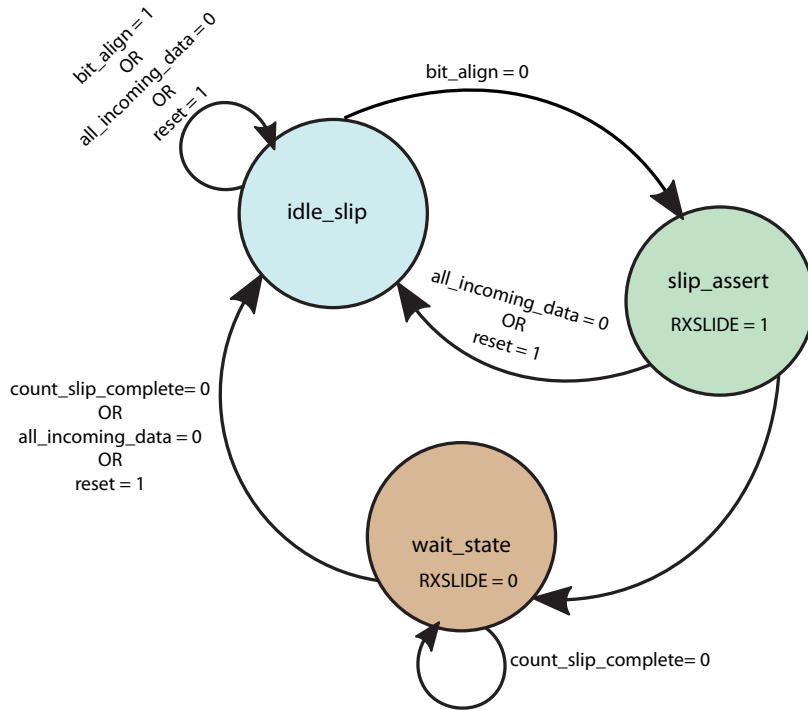 bit_align = 1
OR
all_incoming_data = 0
OR
reset = 1
bit_align = 0
idle_slip
slip_assert
RXSLIDE = 1
all_incoming_data = 0
OR
reset = 1
count_slip_complete= 0
OR
all_incoming_data = 0
OR
reset = 1
wait_state
RXSLIDE = 0
count_slip_complete= 0